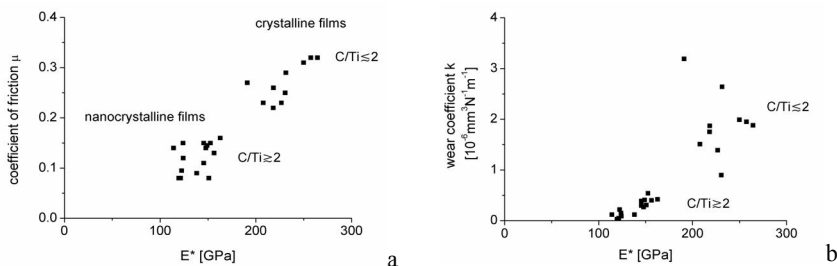 crystalline films
C/Ti≤2
nanocrystalline films
C/Ti≥2
coefficient of friction μ
0.4
0.3
0.2
0.1
0.0
0
100
200
300
E* [GPa]
a
wear coefficient k
[10⁻⁶mm³N⁻¹m⁻¹]
4
3
2
1
0
C/Ti≤2
C/Ti≥2
0
100
200
300
E* [GPa]
b